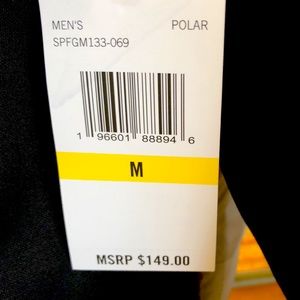 MEN'S POLAR
SPFGM133-069
1 96601 88894 6
M
MSRP $149.00